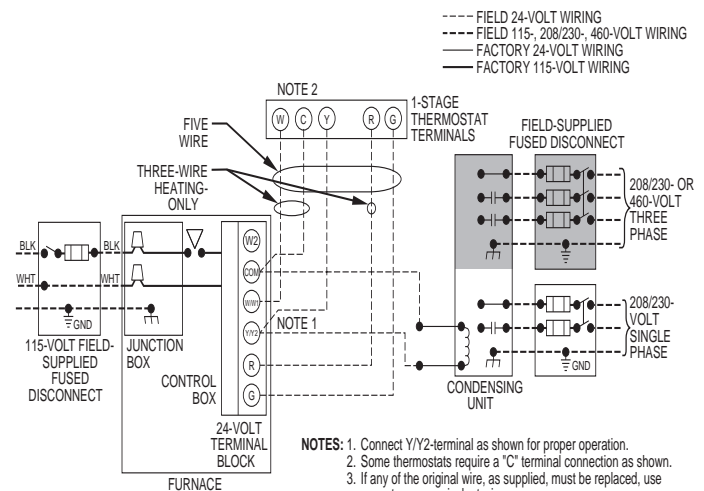 FIELD 24-VOLT WIRING
FIELD 115-, 208/230-, 460-VOLT WIRING
FACTORY 24-VOLT WIRING
FACTORY 115-VOLT WIRING
NOTE 2
W C Y R G
1-STAGE
THERMOSTAT
TERMINALS
FIVE
WIRE
THREE-WIRE
HEATING-
ONLY
FIELD-SUPPLIED
FUSED DISCONNECT
208/230- OR
460-VOLT
THREE
PHASE
GND
BLK
BLK
WHT
WHT
GND
W2
COM
W/W1
Y/Y2
R
G
NOTE 1
115-VOLT FIELD-
SUPPLIED
FUSED
DISCONNECT
JUNCTION
BOX
CONTROL
BOX
24-VOLT
TERMINAL
BLOCK
FURNACE
CONDENSING
UNIT
208/230-
VOLT
SINGLE
PHASE
NOTES: 1. Connect Y/Y2-terminal as shown for proper operation.
2. Some thermostats require a "C" terminal connection as shown.
3. If any of the original wire, as supplied, must be replaced, use